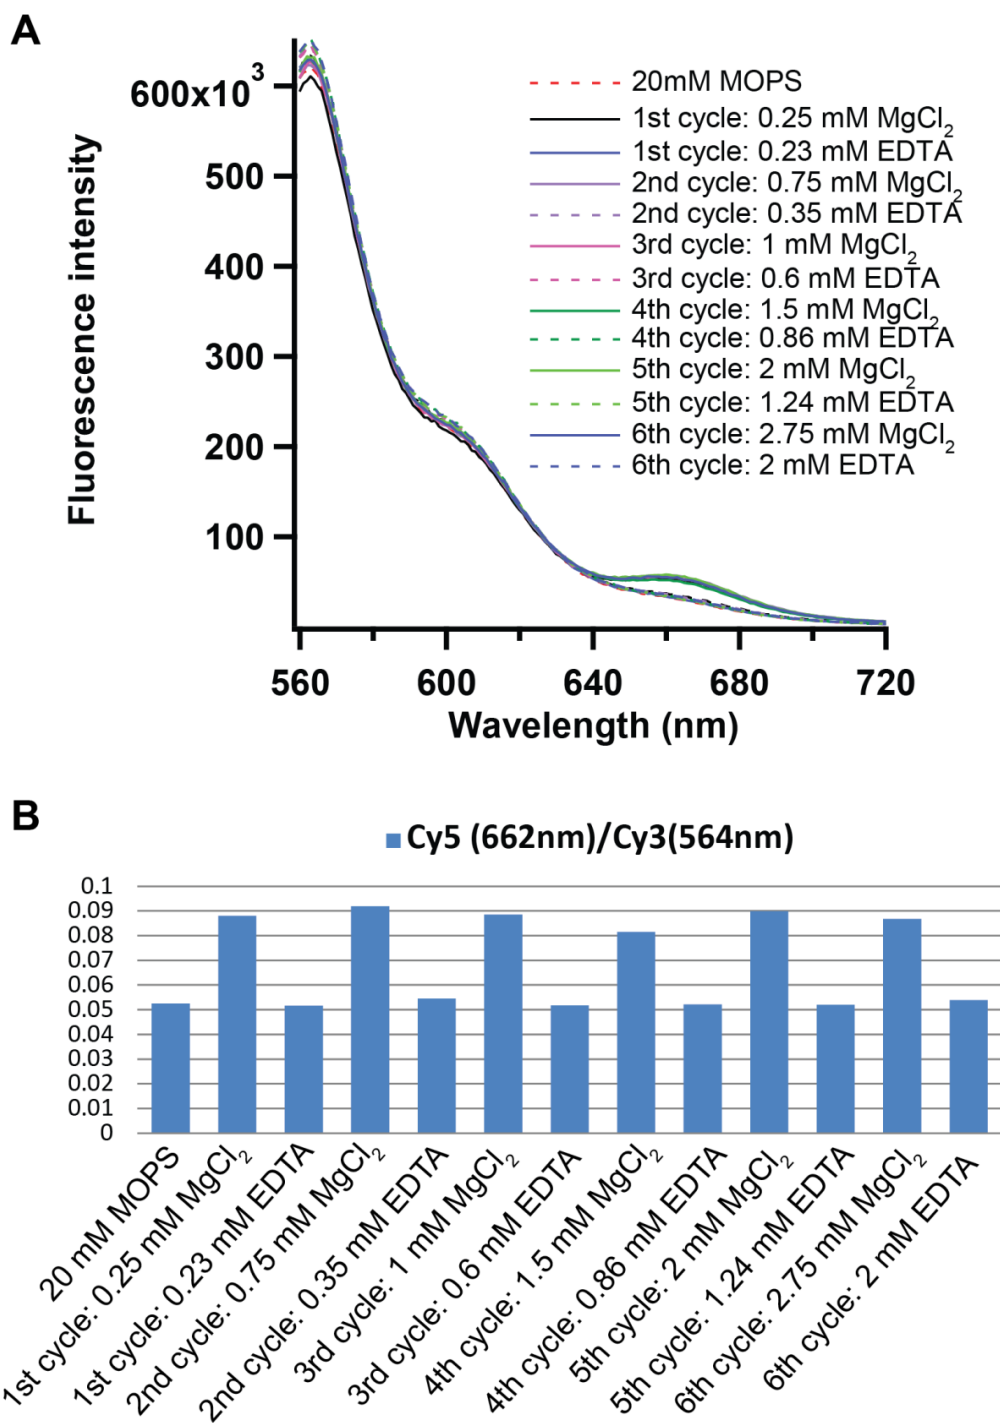 A
600x10³
500
400
300
200
100
Fluorescence intensity
20mM MOPS
1st cycle: 0.25 mM MgCl₂
1st cycle: 0.23 mM EDTA
2nd cycle: 0.75 mM MgCl₂
2nd cycle: 0.35 mM EDTA
3rd cycle: 1 mM MgCl₂
3rd cycle: 0.6 mM EDTA
4th cycle: 1.5 mM MgCl₂
4th cycle: 0.86 mM EDTA
5th cycle: 2 mM MgCl₂
5th cycle: 1.24 mM EDTA
6th cycle: 2.75 mM MgCl₂
6th cycle: 2 mM EDTA
560 600 640 680 720
Wavelength (nm)
B
Cy5 (662nm)/Cy3(564nm)
0.1
0.09
0.08
0.07
0.06
0.05
0.04
0.03
0.02
0.01
0
20 mM MOPS
1st cycle: 0.25 mM MgCl₂
1st cycle: 0.23 mM EDTA
2nd cycle: 0.75 mM MgCl₂
2nd cycle: 0.35 mM EDTA
3rd cycle: 1 mM MgCl₂
3rd cycle: 0.6 mM EDTA
4th cycle: 1.5 mM MgCl₂
4th cycle: 0.86 mM EDTA
5th cycle: 2 mM MgCl₂
5th cycle: 1.24 mM EDTA
6th cycle: 2.75 mM MgCl₂
6th cycle: 2 mM EDTA